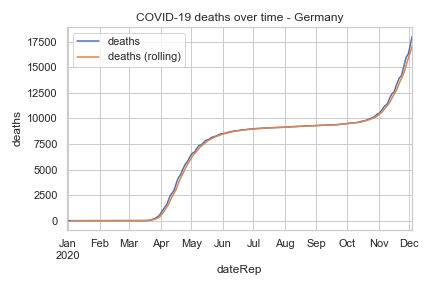 COVID-19 deaths over time - Germany
deaths
deaths (rolling)
deaths
17500
15000
12500
10000
7500
5000
2500
0
Jan Feb Mar Apr May Jun Jul Aug Sep Oct Nov Dec
2020
dateRep